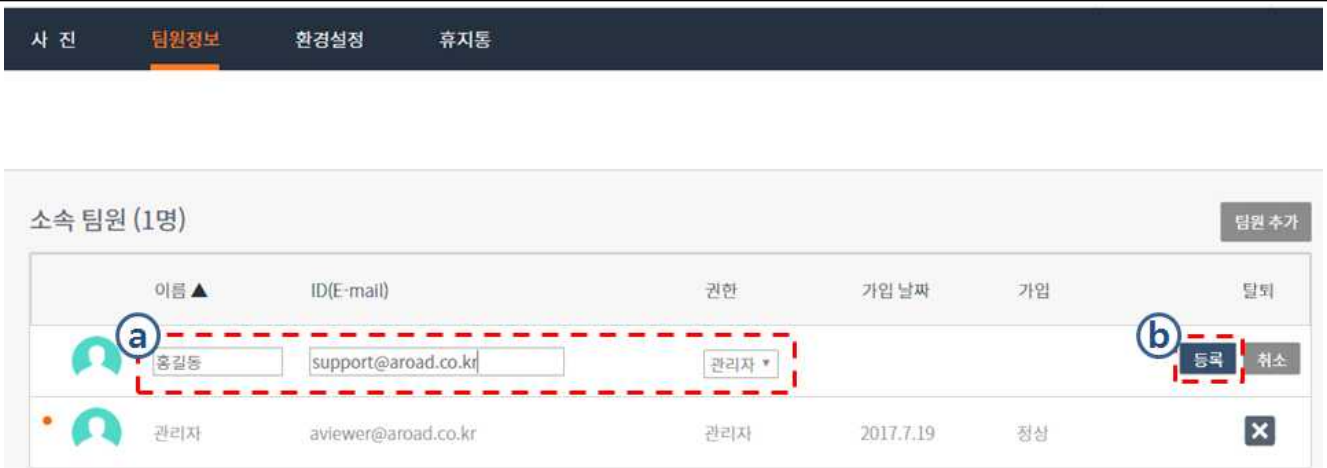 사 진 팀원정보 환경설정 휴지통
소속 팀원 (1명) 팀원 추가
이름▲ ID(E-mail) 권한 가입 날짜 가입 탈퇴
ⓐ ⓑ
홍길동 support@aroad.co.kr 관리자 ▼ 등록 취소
관리자 aviewer@aroad.co.kr 관리자 2017.7.19 정상 X